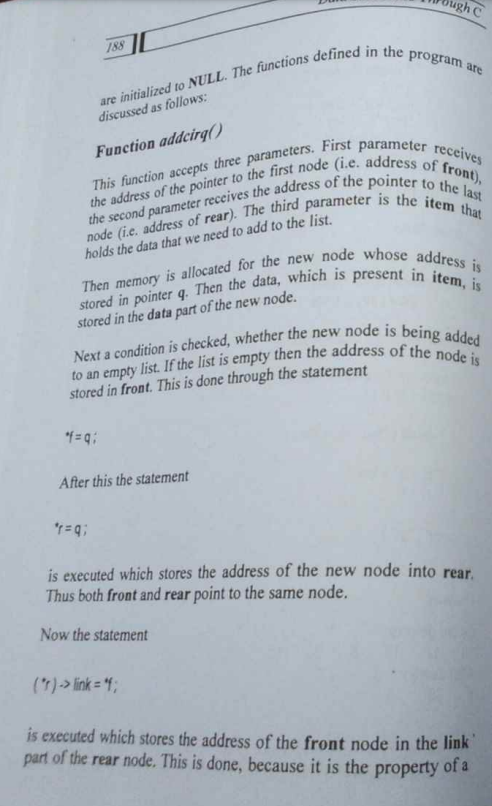 188
Through C
are initialized to NULL. The functions defined in the program are
discussed as follows:
Function addcirq()
This function accepts three parameters. First parameter receives
the address of the pointer to the first node (i.e. address of front),
the second parameter receives the address of the pointer to the last
node (i.e. address of rear). The third parameter is the item that
holds the data that we need to add to the list.
Then memory is allocated for the new node whose address is
stored in pointer q. Then the data, which is present in item, is
stored in the data part of the new node.
Next a condition is checked, whether the new node is being added
to an empty list. If the list is empty then the address of the node is
stored in front. This is done through the statement
*f = q ;
After this the statement
*r = q ;
is executed which stores the address of the new node into rear.
Thus both front and rear point to the same node.
Now the statement
( *r ) -> link = *f ;
is executed which stores the address of the front node in the link
part of the rear node. This is done, because it is the property of a